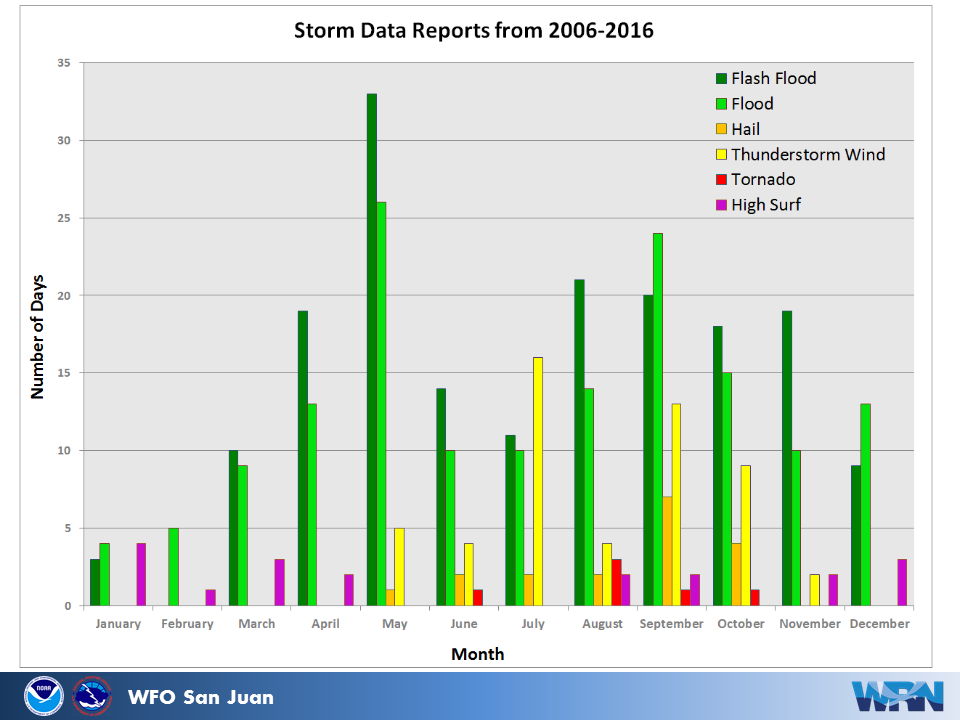 Storm Data Reports from 2006-2016
35
30
25
20
15
10
5
0
Number of Days
Flash Flood
Flood
Hail
Thunderstorm Wind
Tornado
High Surf
January February March April May June July August September October November December
Month
NOAA
WFO San Juan
WRN